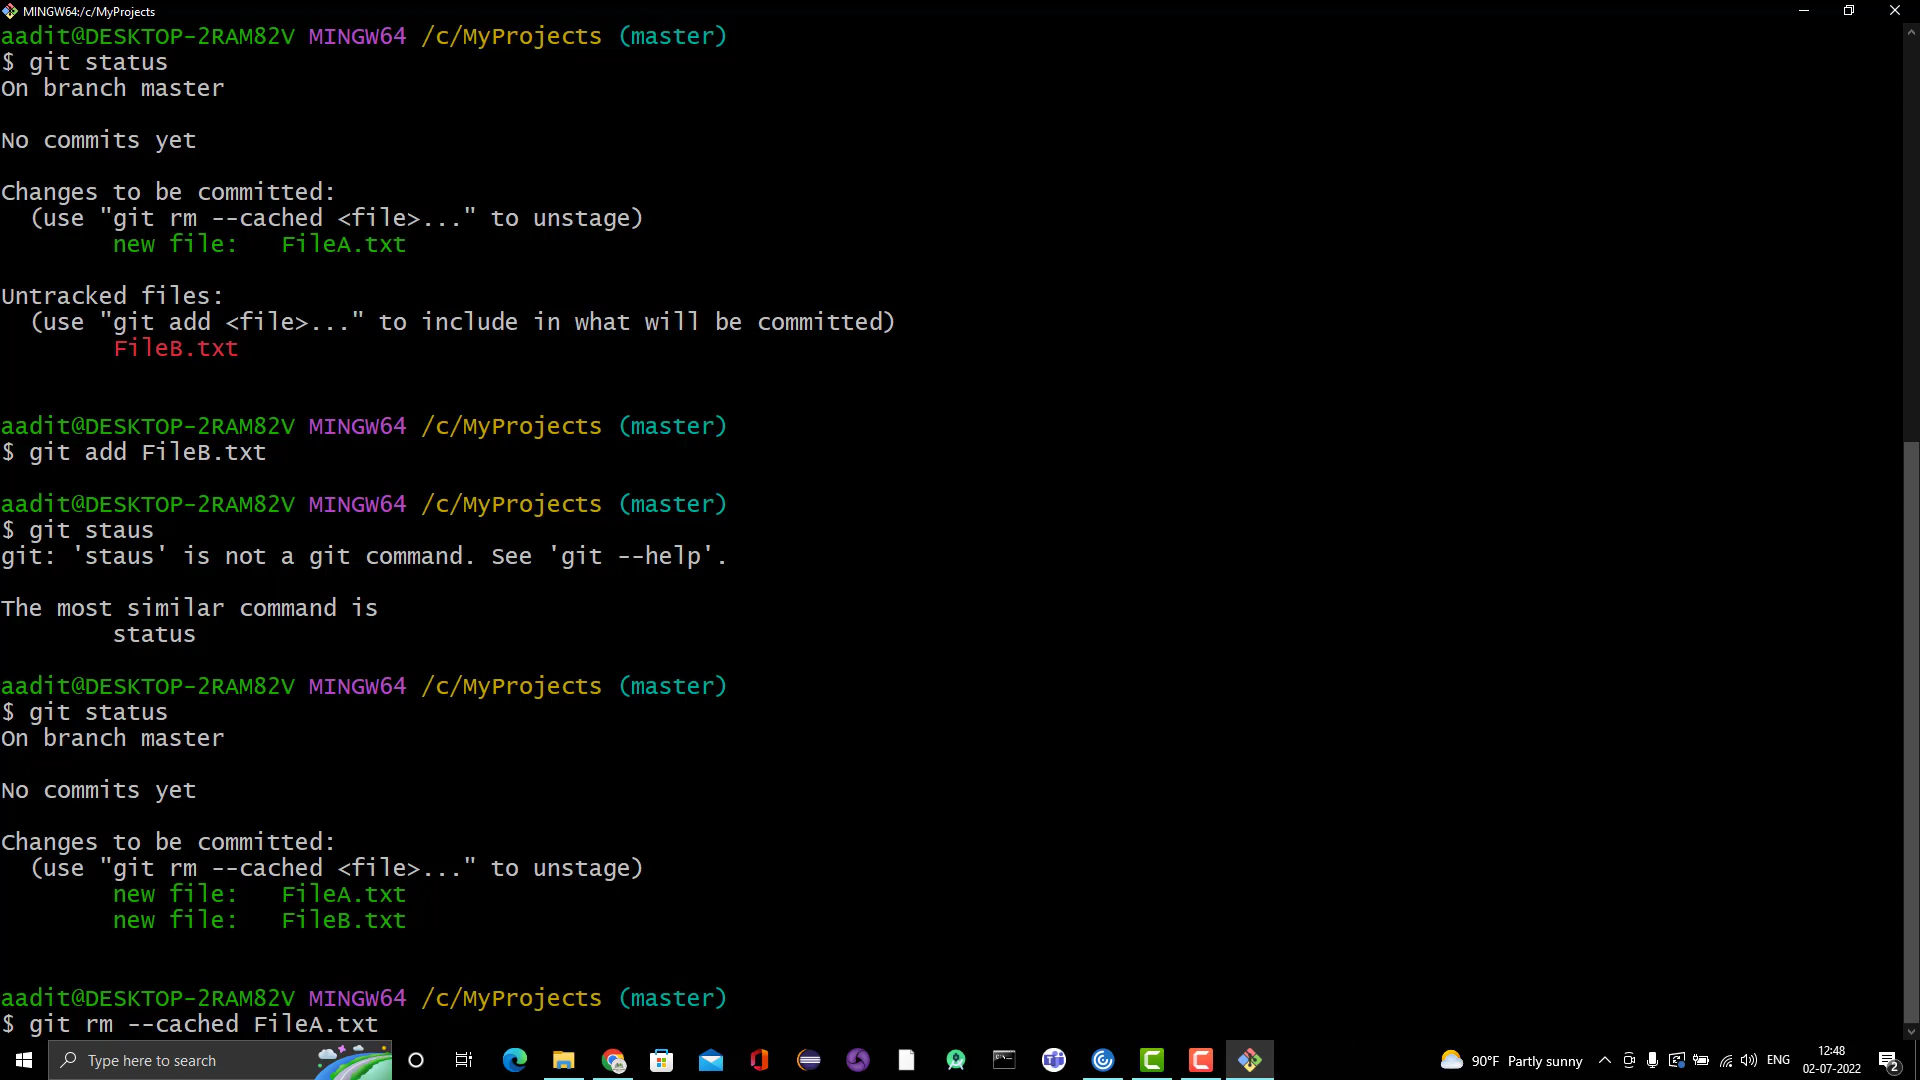 MINGW64:/c/MyProjects
aadit@DESKTOP-2RAM82V MINGW64 /c/MyProjects (master)
$ git status
On branch master
No commits yet
Changes to be committed:
(use "git rm --cached <file>..." to unstage)
new file:   FileA.txt
Untracked files:
(use "git add <file>..." to include in what will be committed)
FileB.txt
aadit@DESKTOP-2RAM82V MINGW64 /c/MyProjects (master)
$ git add FileB.txt
aadit@DESKTOP-2RAM82V MINGW64 /c/MyProjects (master)
$ git staus
git: 'staus' is not a git command. See 'git --help'.
The most similar command is
status
aadit@DESKTOP-2RAM82V MINGW64 /c/MyProjects (master)
$ git status
On branch master
No commits yet
Changes to be committed:
(use "git rm --cached <file>..." to unstage)
new file:   FileA.txt
new file:   FileB.txt
aadit@DESKTOP-2RAM82V MINGW64 /c/MyProjects (master)
$ git rm --cached FileA.txt
Type here to search
90°F Partly sunny
ENG
12:48
02-07-2022
2